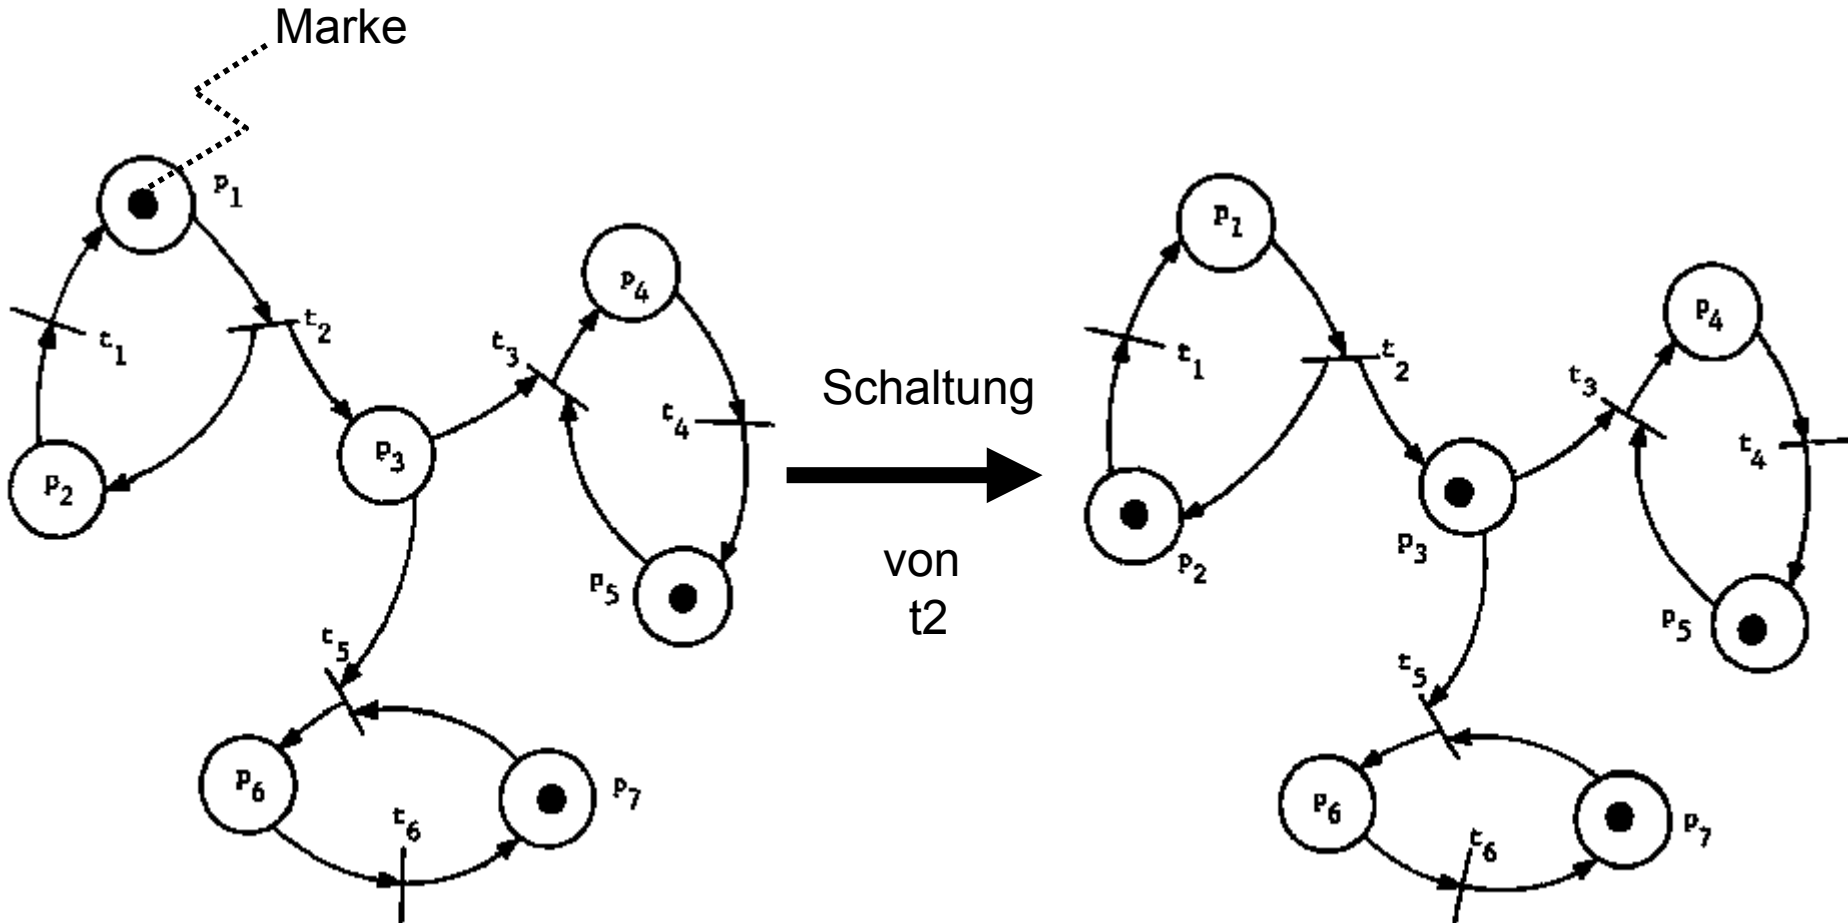 Marke
p1
t1
t2
p2
p3
t3
p4
t4
p5
t5
p6
t6
p7
Schaltung
von
t2
p1
t1
t2
p2
p3
t3
p4
t4
p5
t5
p6
t6
p7